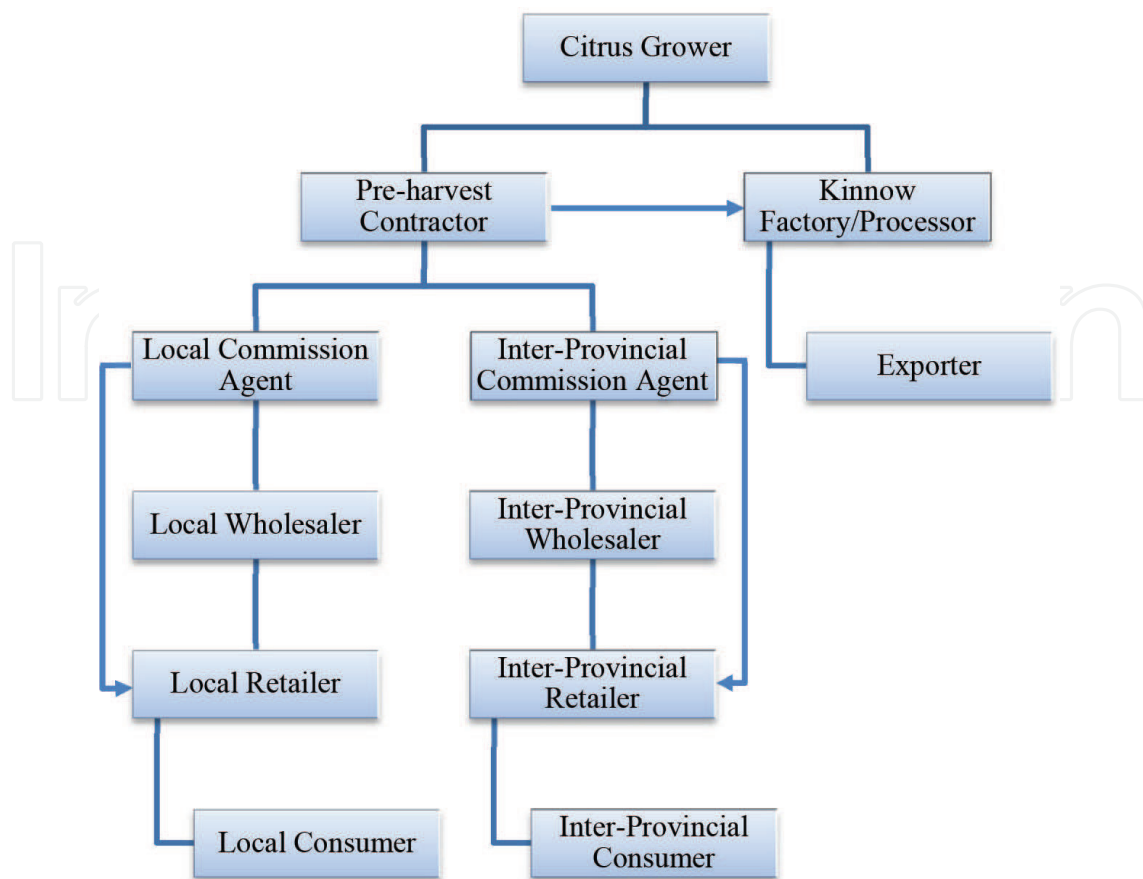 Citrus Grower
Pre-harvest
Contractor
Kinnow
Factory/Processor
Local Commission
Agent
Inter-Provincial
Commission Agent
Exporter
Local Wholesaler
Inter-Provincial
Wholesaler
Local Retailer
Inter-Provincial
Retailer
Local Consumer
Inter-Provincial
Consumer